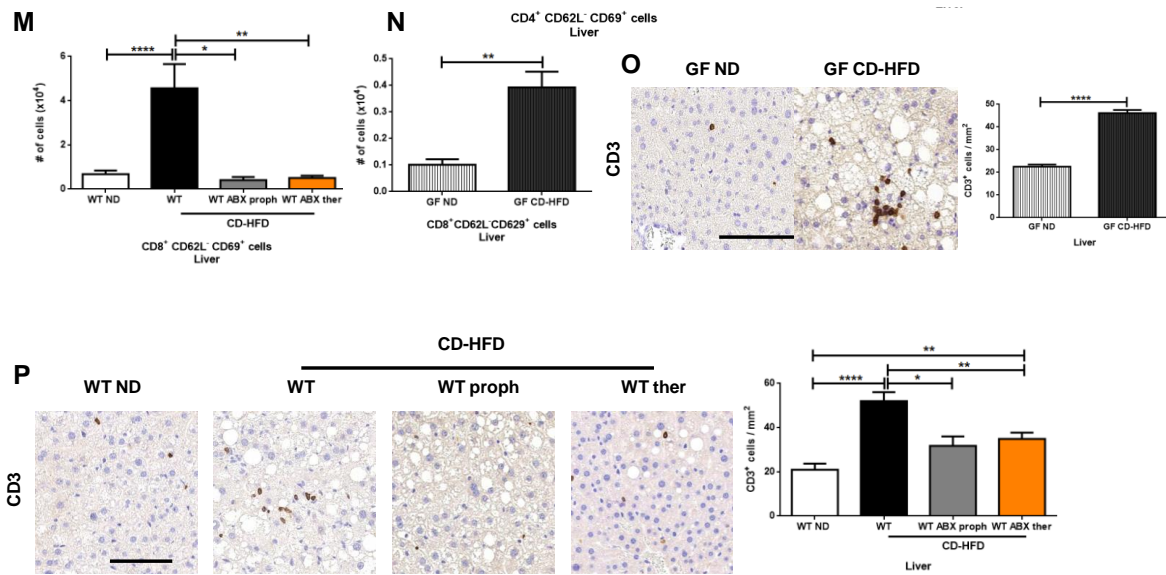 M
****
*
**
# of cells (x10⁴)
6
4
2
0
WT ND
WT
WT ABX proph
WT ABX ther
CD-HFD
CD8⁺ CD62L⁻ CD69⁺ cells
Liver
N
CD4⁺ CD62L⁻ CD69⁺ cells
Liver
**
# of cells (x10⁴)
0.5
0.4
0.3
0.2
0.1
0.0
GF ND
GF CD-HFD
CD8⁺CD62L⁻CD629⁺ cells
Liver
O
GF ND
GF CD-HFD
CD3
****
CD3⁺ cells / mm²
60
40
20
0
GF ND
GF CD-HFD
Liver
P
CD-HFD
WT ND
WT
WT proph
WT ther
CD3
**
**
****
*
CD3⁺ cells / mm²
60
40
20
0
WT ND
WT
WT ABX proph
WT ABX ther
CD-HFD
Liver